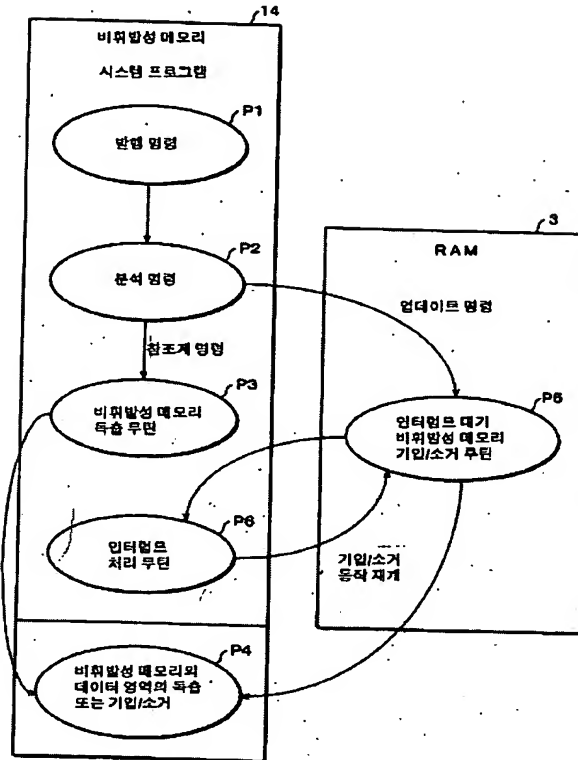 14
비휘발성 메모리
시스템 프로그램
P1
발행 명령
P2
분석 명령
참조계 명령
P3
비휘발성 메모리
독출 루틴
P6
인터럽트
처리 루틴
P4
비휘발성 메모리의
데이터 영역의 독출
또는 기입/소거
3
RAM
업데이트 명령
P5
인터럽트 대기
비휘발성 메모리
기입/소거 루틴
기입/소거
동작 재개